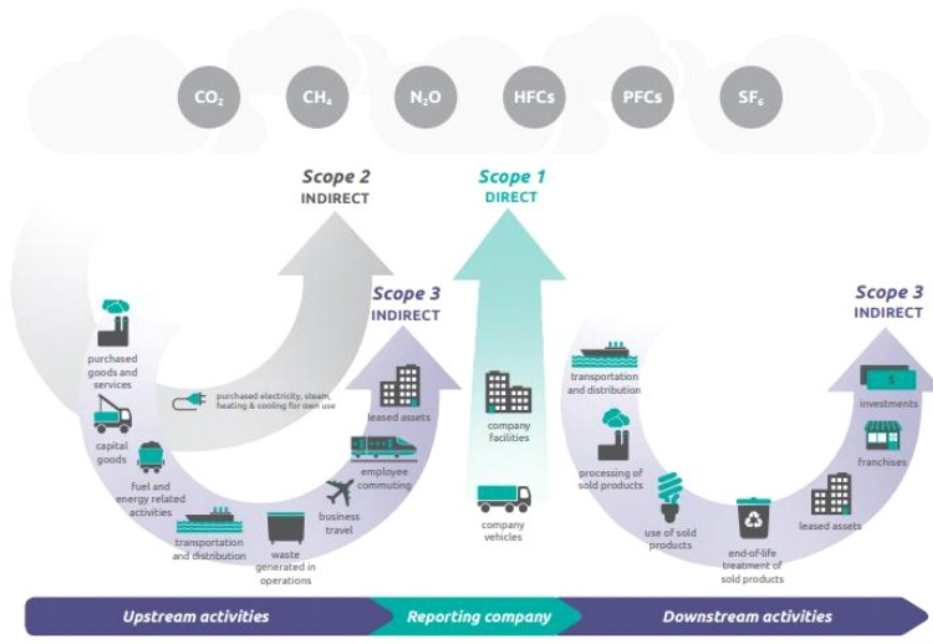 CO₂
CH₄
N₂O
HFCs
PFCs
SF₆
Scope 2
INDIRECT
Scope 1
DIRECT
Scope 3
INDIRECT
Scope 3
INDIRECT
purchased
goods and
services
capital
goods
fuel and
energy related
activities
transportation
and distribution
waste
generated in
operations
business
travel
employee
commuting
leased assets
purchased electricity, steam,
heating & cooling for own use
company
facilities
company
vehicles
transportation
and distribution
processing of
sold products
use of sold
products
end-of-life
treatment of
sold products
leased assets
franchises
investments
$
Upstream activities
Reporting company
Downstream activities